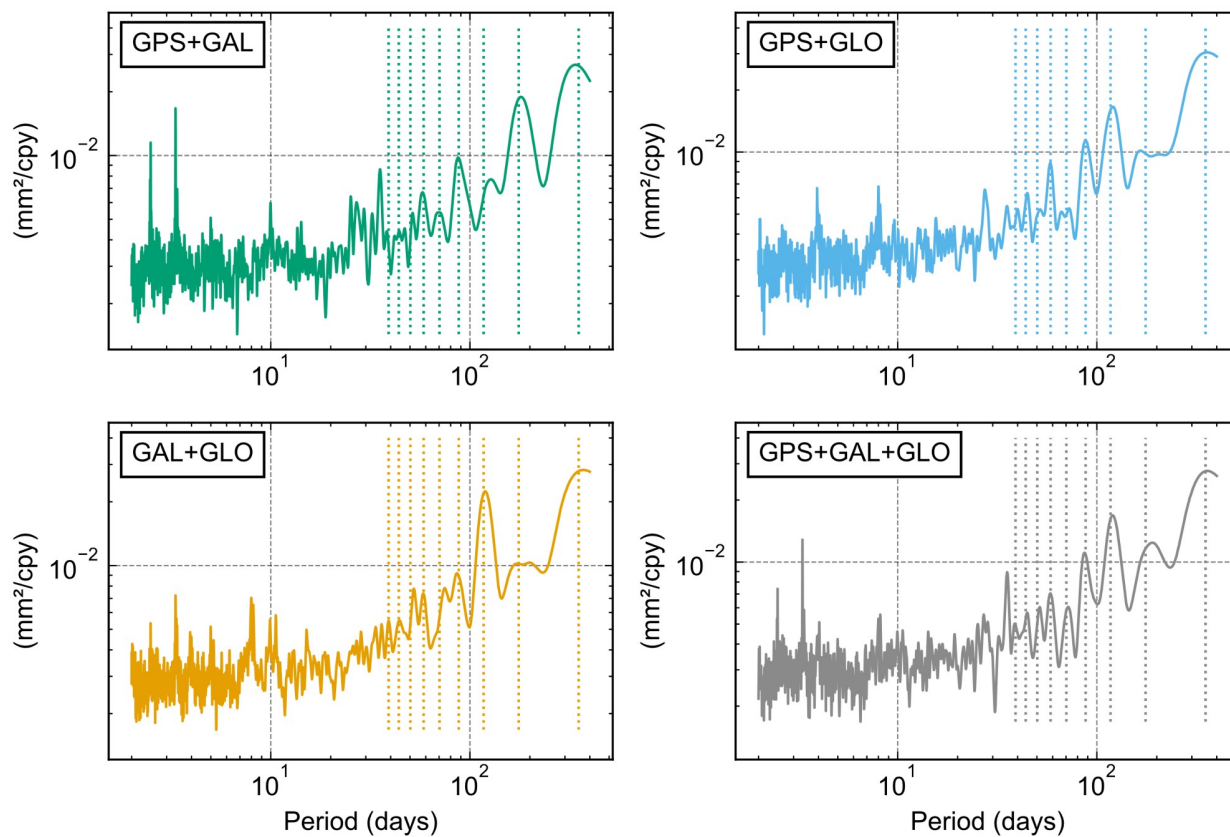 GPS+GAL
(mm²/cpy)
10⁻²
10¹
10²
GPS+GLO
(mm²/cpy)
10⁻²
10¹
10²
GAL+GLO
(mm²/cpy)
10⁻²
10¹
10²
Period (days)
GPS+GAL+GLO
(mm²/cpy)
10⁻²
10¹
10²
Period (days)